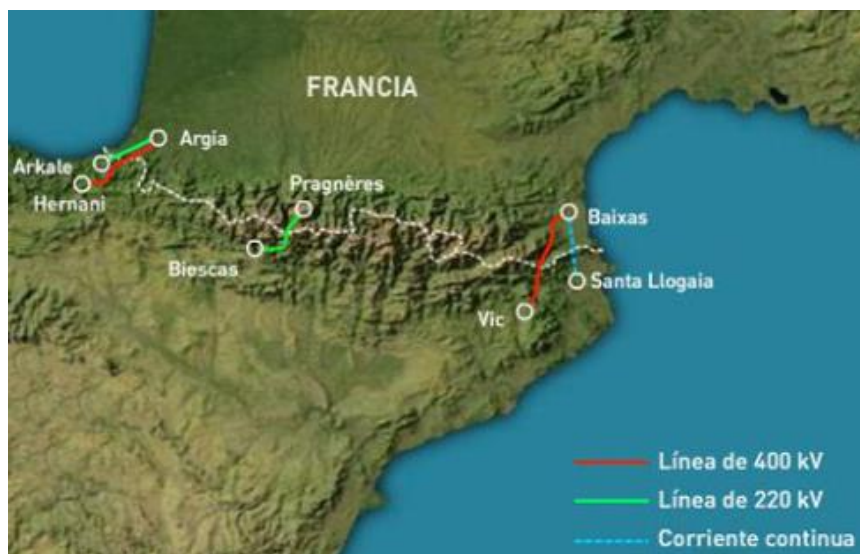 FRANCIA
Argia
Arkale
Hernani
Pragnères
Biescas
Baixas
Santa Llogaia
Vic
Línea de 400 kV
Línea de 220 kV
Corriente continua